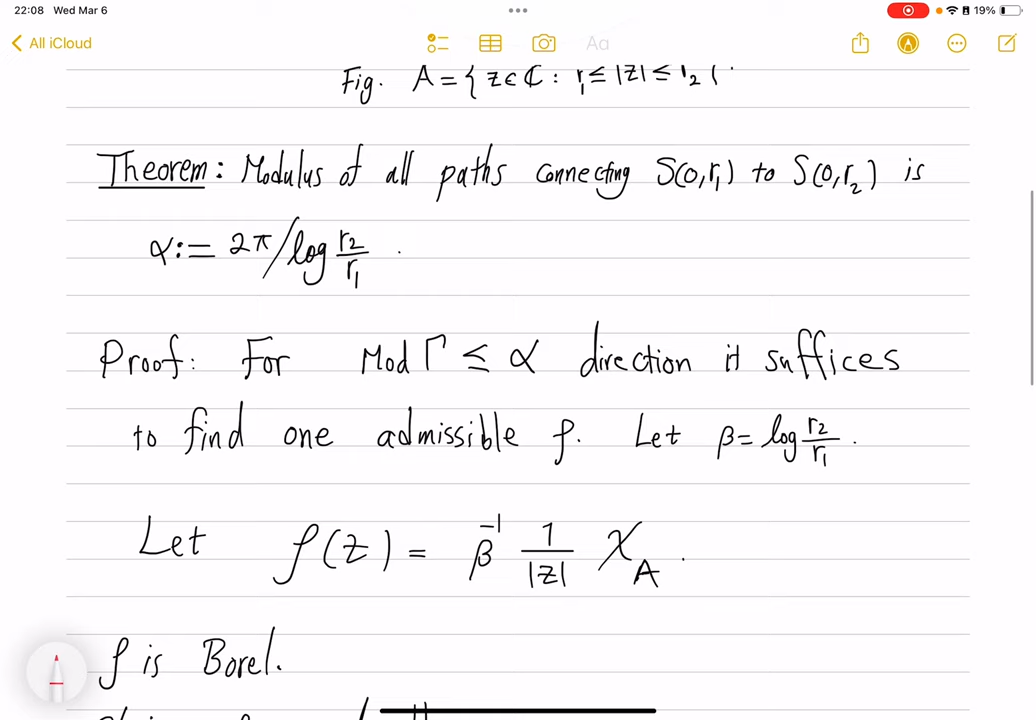 22:08 Wed Mar 6
19%
All iCloud
Aa
Fig. A = { z ∈ ℂ : r₁ ≤ |z| ≤ r₂ }.
Theorem: Modulus of all paths connecting S(0,r₁) to S(0,r₂) is
α := 2π / log r₂/r₁ .
Proof: For Mod Γ ≤ α direction it suffices
to find one admissible ρ. Let β = log r₂/r₁ .
Let ρ(z) = β⁻¹ 1/|z| χ_A .
ρ is Borel.